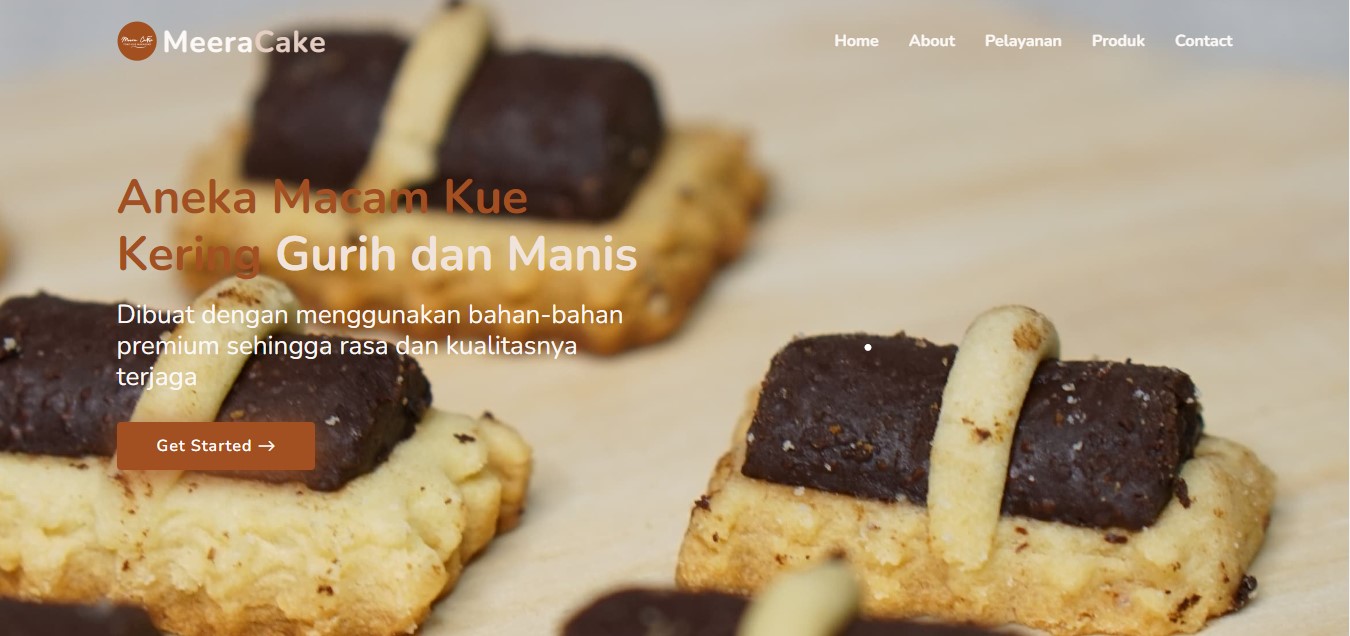 MeeraCake
Home About Pelayanan Produk Contact
Aneka Macam Kue
Kering Gurih dan Manis
Dibuat dengan menggunakan bahan-bahan
premium sehingga rasa dan kualitasnya
terjaga
Get Started →